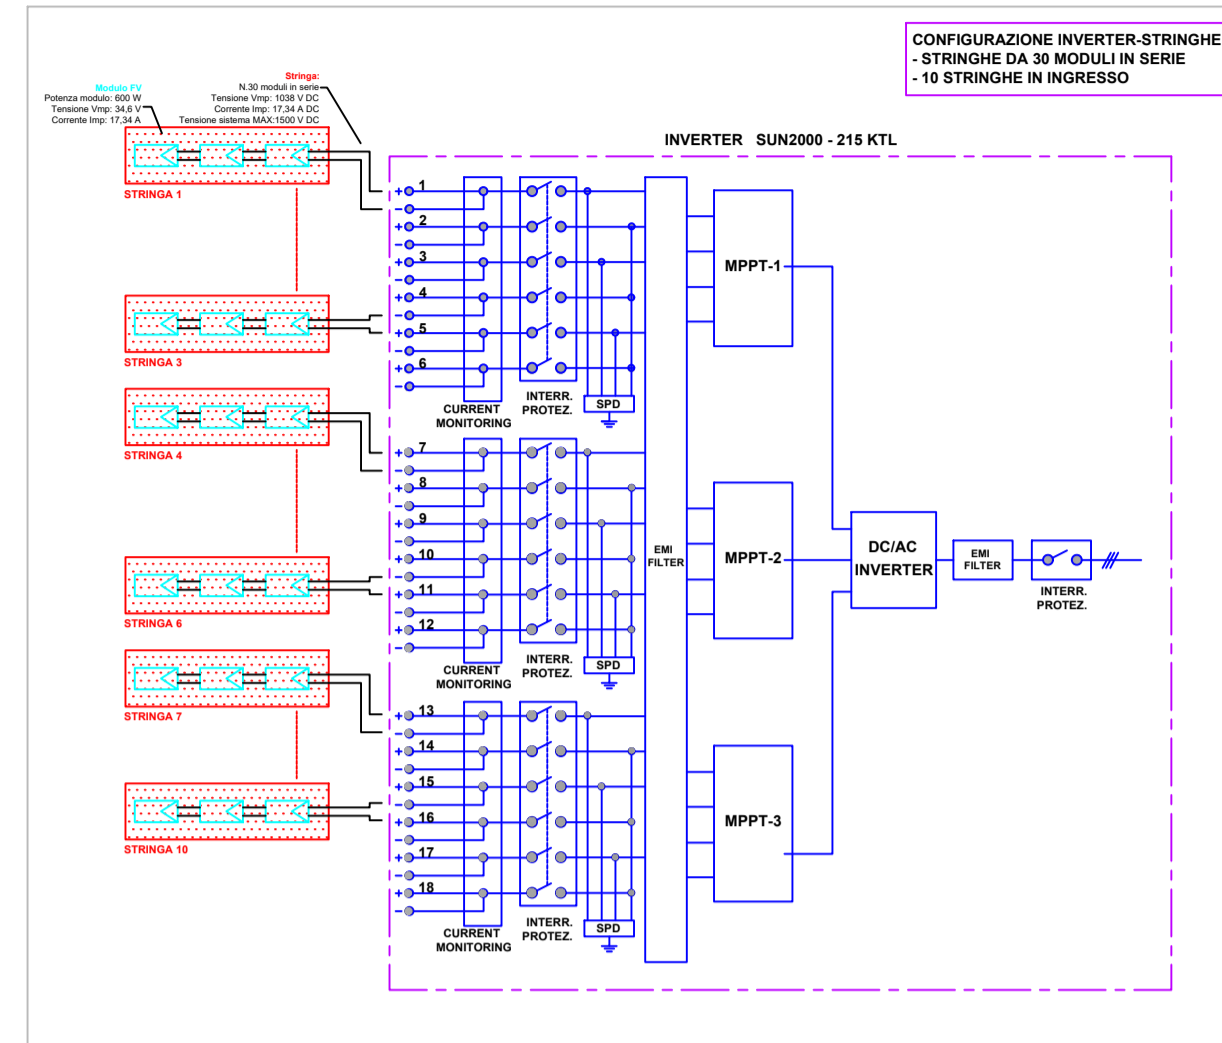 CONFIGURAZIONE INVERTER-STRINGHE
- STRINGHE DA 30 MODULI IN SERIE
- 10 STRINGHE IN INGRESSO
Modulo FV
Potenza modulo: 600 W
Tensione Vmp: 34,6 V
Corrente Imp: 17,34 A
Stringa:
N.30 moduli in serie
Tensione Vmp: 1038 V DC
Corrente Imp: 17,34 A DC
Tensione sistema MAX:1500 V DC
INVERTER SUN2000 - 215 KTL
STRINGA 1
STRINGA 3
STRINGA 4
STRINGA 6
STRINGA 7
STRINGA 10
+ 1
-
+ 2
-
+ 3
-
+ 4
-
+ 5
-
+ 6
-
CURRENT
MONITORING
INTERR.
PROTEZ.
SPD
+ 7
-
+ 8
-
+ 9
-
+ 10
-
+ 11
-
+ 12
-
CURRENT
MONITORING
INTERR.
PROTEZ.
SPD
+ 13
-
+ 14
-
+ 15
-
+ 16
-
+ 17
-
+ 18
-
CURRENT
MONITORING
INTERR.
PROTEZ.
SPD
EMI
FILTER
MPPT-1
MPPT-2
MPPT-3
DC/AC
INVERTER
EMI
FILTER
INTERR.
PROTEZ.